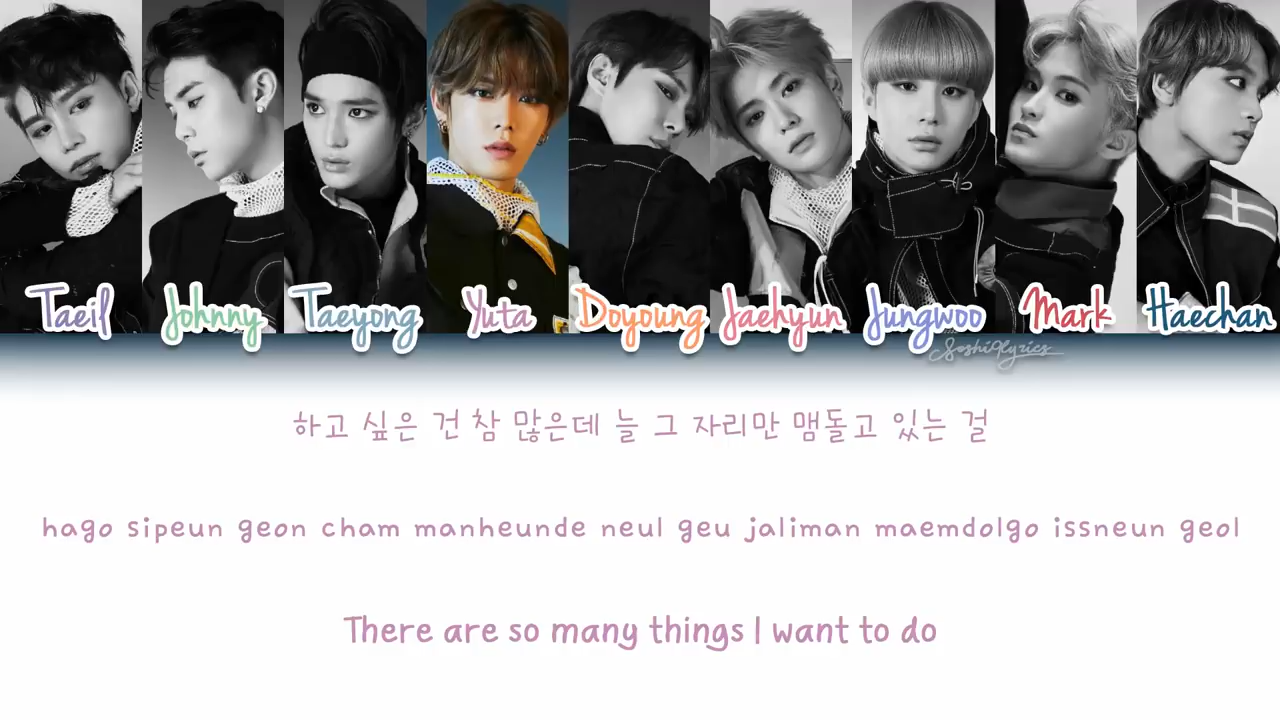 Taeil Johnny Taeyong Yuta Doyoung Jaehyun Jungwoo Mark Haechan
Soshi9lyrics
하고 싶은 건 참 많은데 늘 그 자리만 맴돌고 있는 걸
hago sipeun geon cham manheunde neul geu jaliman maemdolgo issneun geol
There are so many things I want to do